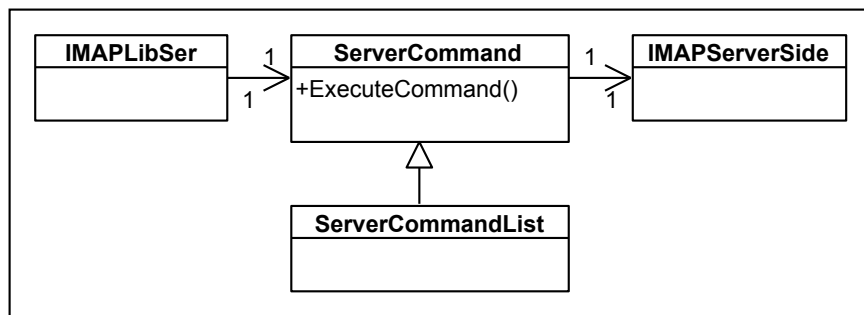 IMAPLibSer
ServerCommand
IMAPServerSide
1
1
+ExecuteCommand()
1
1
ServerCommandList